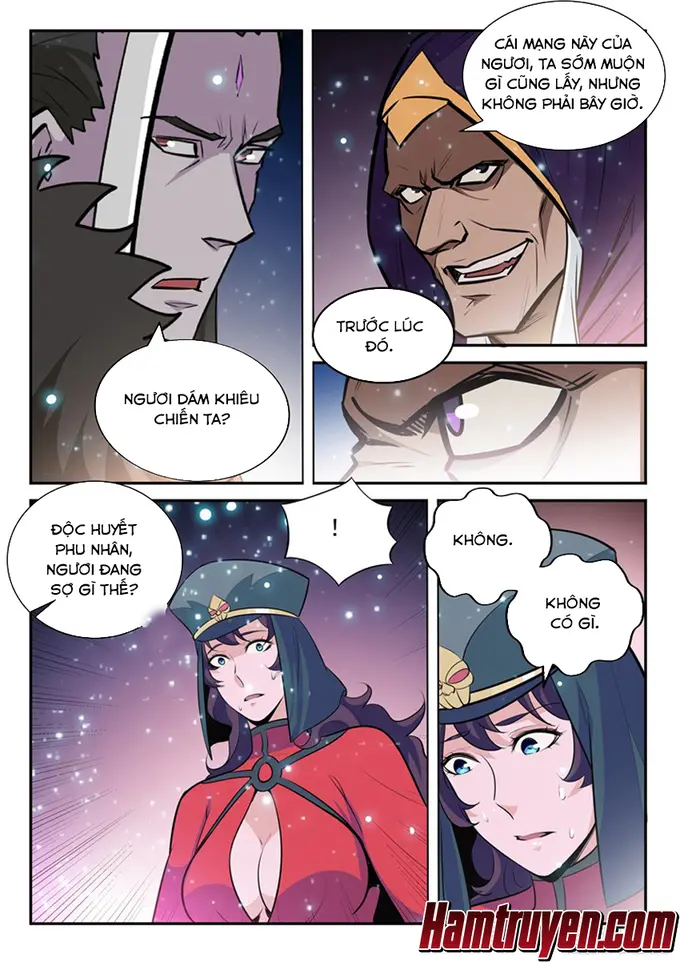 NGƯƠI DÁM KHIÊU
CHIẾN TA?
CÁI MẠNG NÀY CỦA
NGƯƠI, TA SỚM MUỘN
GÌ CŨNG LẤY, NHƯNG
KHÔNG PHẢI BÂY GIỜ.
TRƯỚC LÚC
ĐÓ.
ĐỘC HUYẾT
PHU NHÂN,
NGƯƠI ĐANG
SỢ GÌ THẾ?
!
KHÔNG.
KHÔNG
CÓ GÌ.
Hamtruyen.com